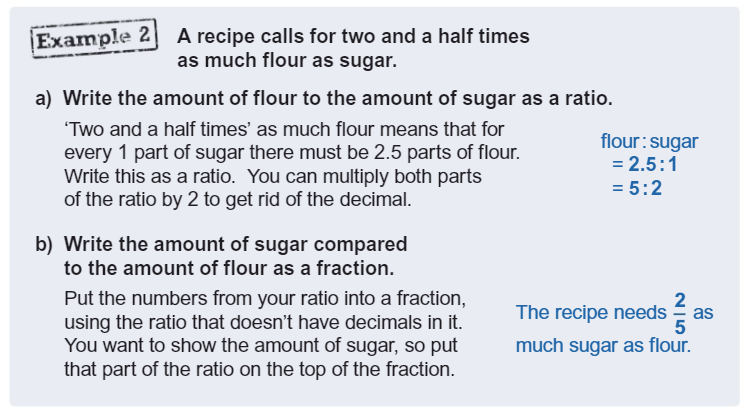 Example 2
A recipe calls for two and a half times
as much flour as sugar.
a) Write the amount of flour to the amount of sugar as a ratio.
‘Two and a half times’ as much flour means that for
every 1 part of sugar there must be 2.5 parts of flour.
Write this as a ratio. You can multiply both parts
of the ratio by 2 to get rid of the decimal.
flour : sugar
= 2.5 : 1
= 5 : 2
b) Write the amount of sugar compared
to the amount of flour as a fraction.
Put the numbers from your ratio into a fraction,
using the ratio that doesn’t have decimals in it.
You want to show the amount of sugar, so put
that part of the ratio on the top of the fraction.
The recipe needs 2/5 as
much sugar as flour.